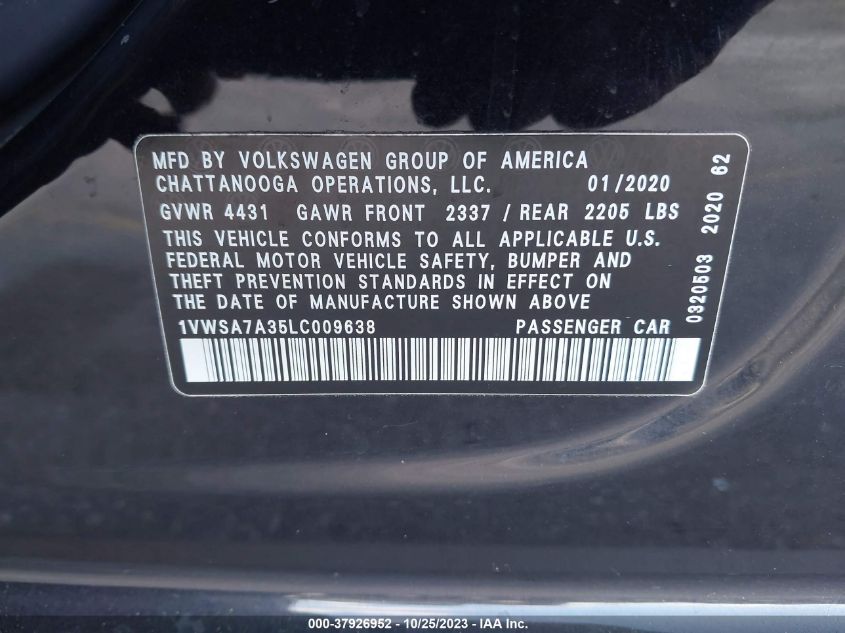 MFD BY VOLKSWAGEN GROUP OF AMERICA
CHATTANOOGA OPERATIONS, LLC. 01/2020
GVWR 4431 GAWR FRONT 2337 / REAR 2205 LBS
THIS VEHICLE CONFORMS TO ALL APPLICABLE U.S.
FEDERAL MOTOR VEHICLE SAFETY, BUMPER AND
THEFT PREVENTION STANDARDS IN EFFECT ON
THE DATE OF MANUFACTURE SHOWN ABOVE
1VWSA7A35LC009638 PASSENGER CAR
0320503 2020 62
000-37926952 - 10/25/2023 - IAA Inc.